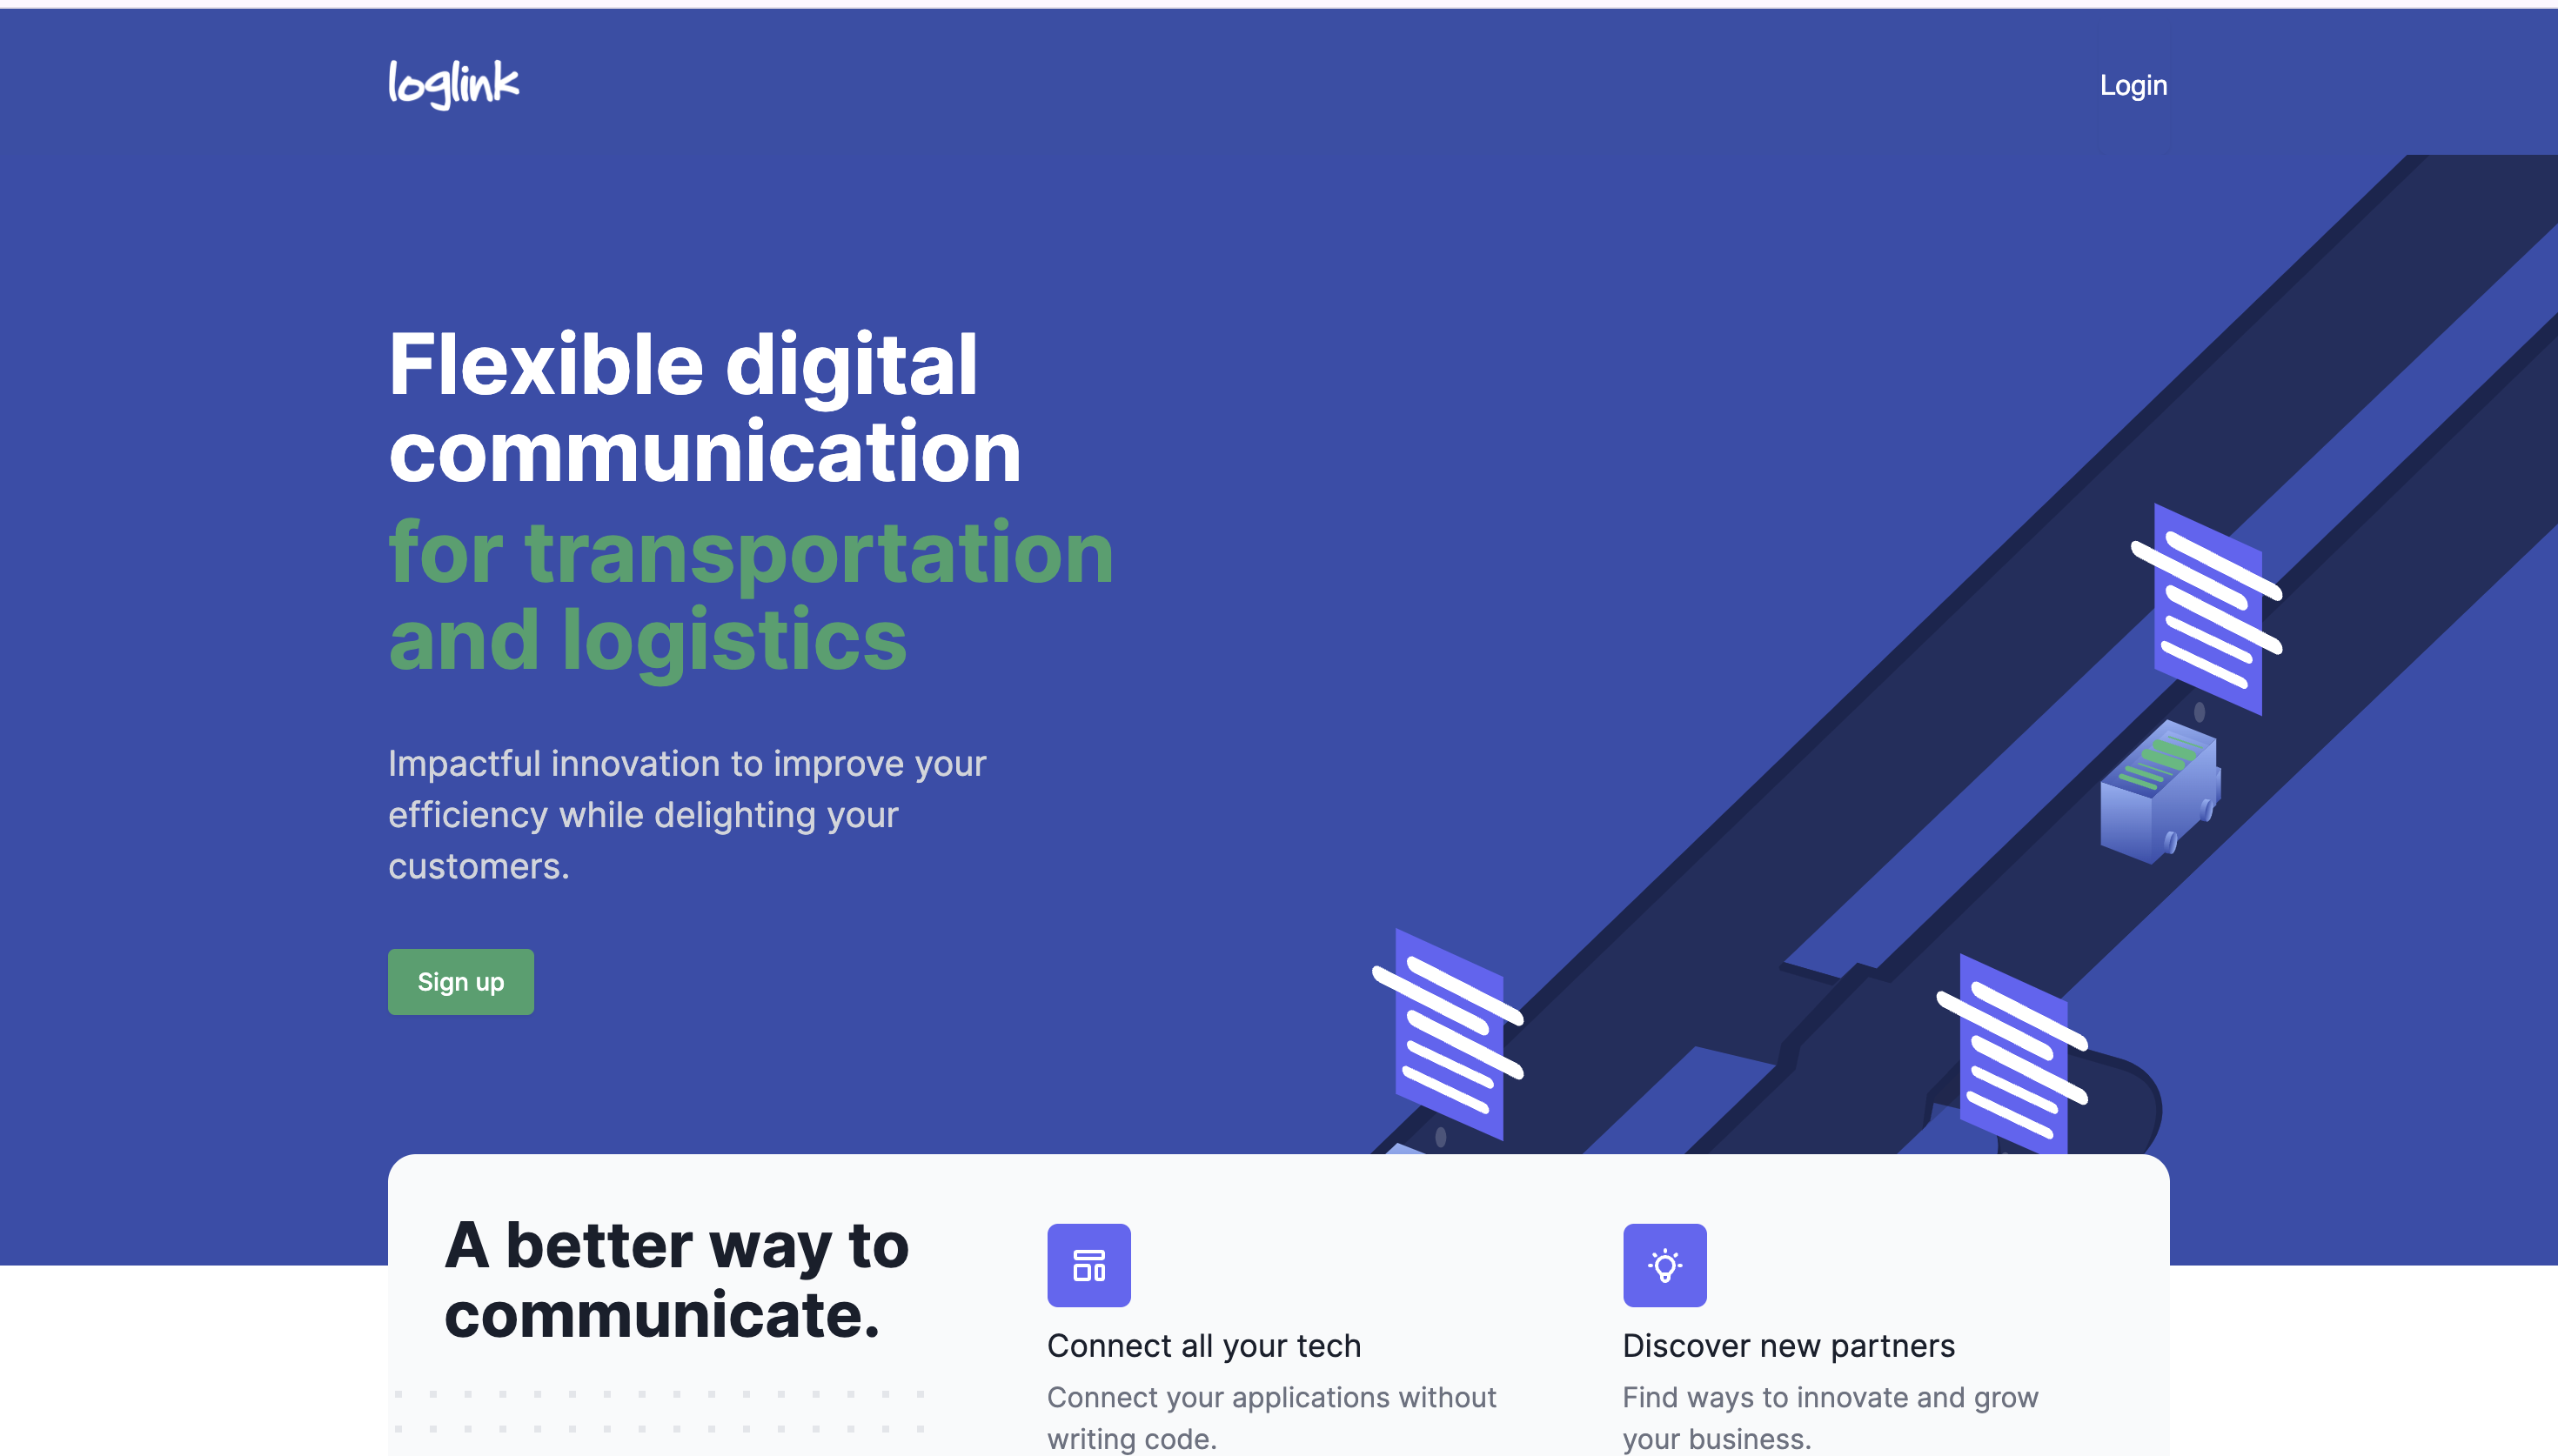 loglink
Login
Flexible digital
communication
for transportation
and logistics
Impactful innovation to improve your
efficiency while delighting your
customers.
Sign up
A better way to
communicate.
Connect all your tech
Connect your applications without
writing code.
Discover new partners
Find ways to innovate and grow
your business.